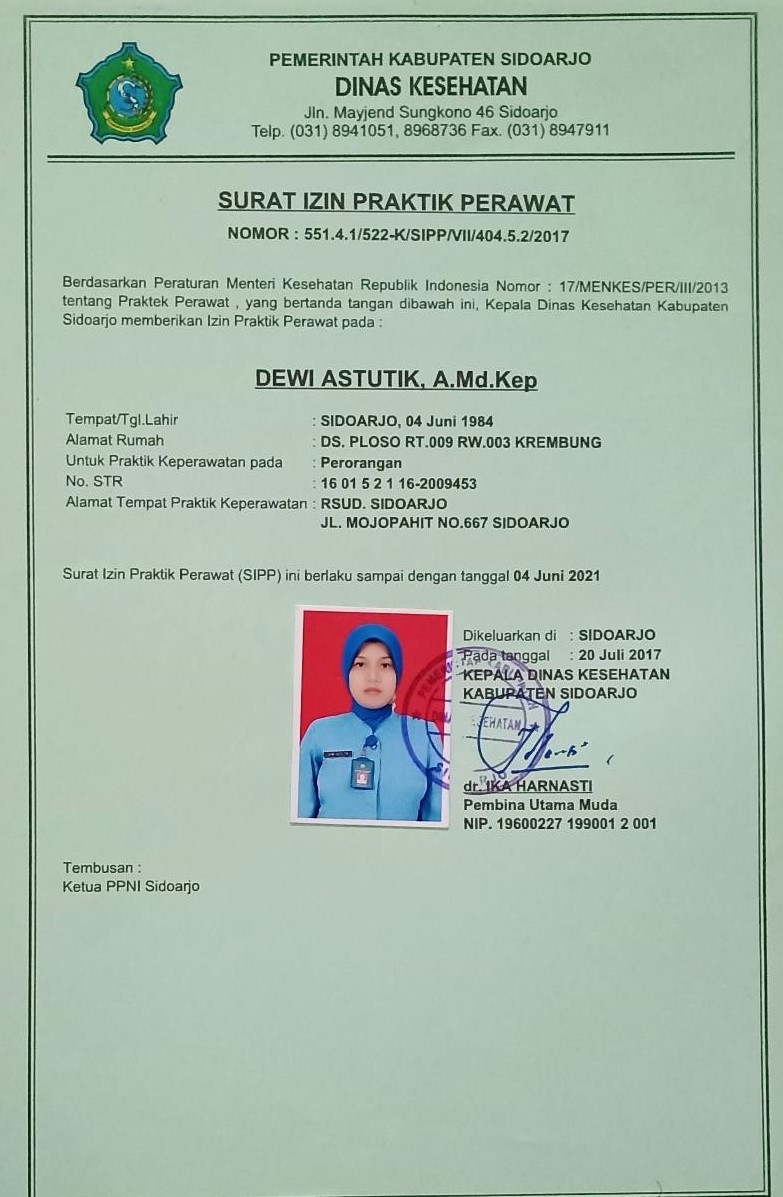 PEMERINTAH KABUPATEN SIDOARJO
DINAS KESEHATAN
Jln. Mayjend Sungkono 46 Sidoarjo
Telp. (031) 8941051, 8968736 Fax. (031) 8947911
SURAT IZIN PRAKTIK PERAWAT
NOMOR : 551.4.1/522-K/SIPP/VII/404.5.2/2017
Berdasarkan Peraturan Menteri Kesehatan Republik Indonesia Nomor : 17/MENKES/PER/III/2013
tentang Praktek Perawat , yang bertanda tangan dibawah ini, Kepala Dinas Kesehatan Kabupaten
Sidoarjo memberikan Izin Praktik Perawat pada :
DEWI ASTUTIK, A.Md.Kep
Tempat/Tgl.Lahir : SIDOARJO, 04 Juni 1984
Alamat Rumah : DS. PLOSO RT.009 RW.003 KREMBUNG
Untuk Praktik Keperawatan pada : Perorangan
No. STR : 16 01 5 2 1 16-2009453
Alamat Tempat Praktik Keperawatan : RSUD. SIDOARJO
JL. MOJOPAHIT NO.667 SIDOARJO
Surat Izin Praktik Perawat (SIPP) ini berlaku sampai dengan tanggal 04 Juni 2021
Dikeluarkan di : SIDOARJO
Pada tanggal : 20 Juli 2017
KEPALA DINAS KESEHATAN
KABUPATEN SIDOARJO
dr. IKA HARNASTI
Pembina Utama Muda
NIP. 19600227 199001 2 001
Tembusan :
Ketua PPNI Sidoarjo